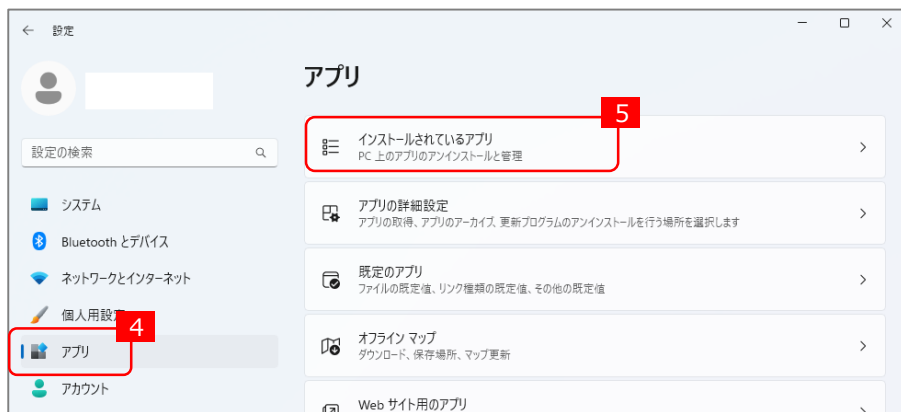 設定
アプリ
5
インストールされているアプリ
PC 上のアプリのアンインストールと管理
設定の検索
システム
アプリの詳細設定
アプリの取得、アプリのアーカイブ、更新プログラムのアンインストールを行う場所を選択します
Bluetooth とデバイス
ネットワークとインターネット
既定のアプリ
ファイルの既定値、リンク種類の既定値、その他の既定値
個人用設定
4
アプリ
オフライン マップ
ダウンロード、保存場所、マップ更新
アカウント
Web サイト用のアプリ